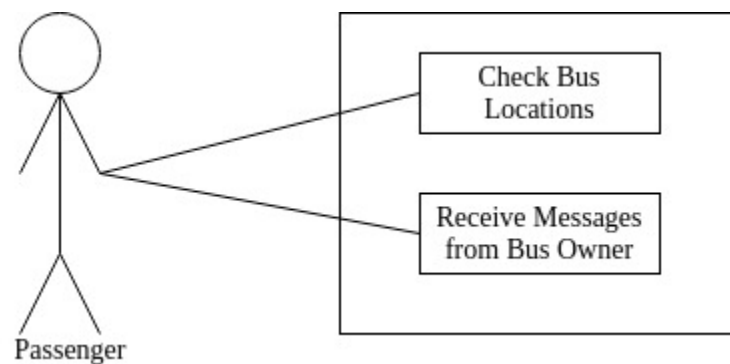 Check Bus
Locations
Receive Messages
from Bus Owner
Passenger